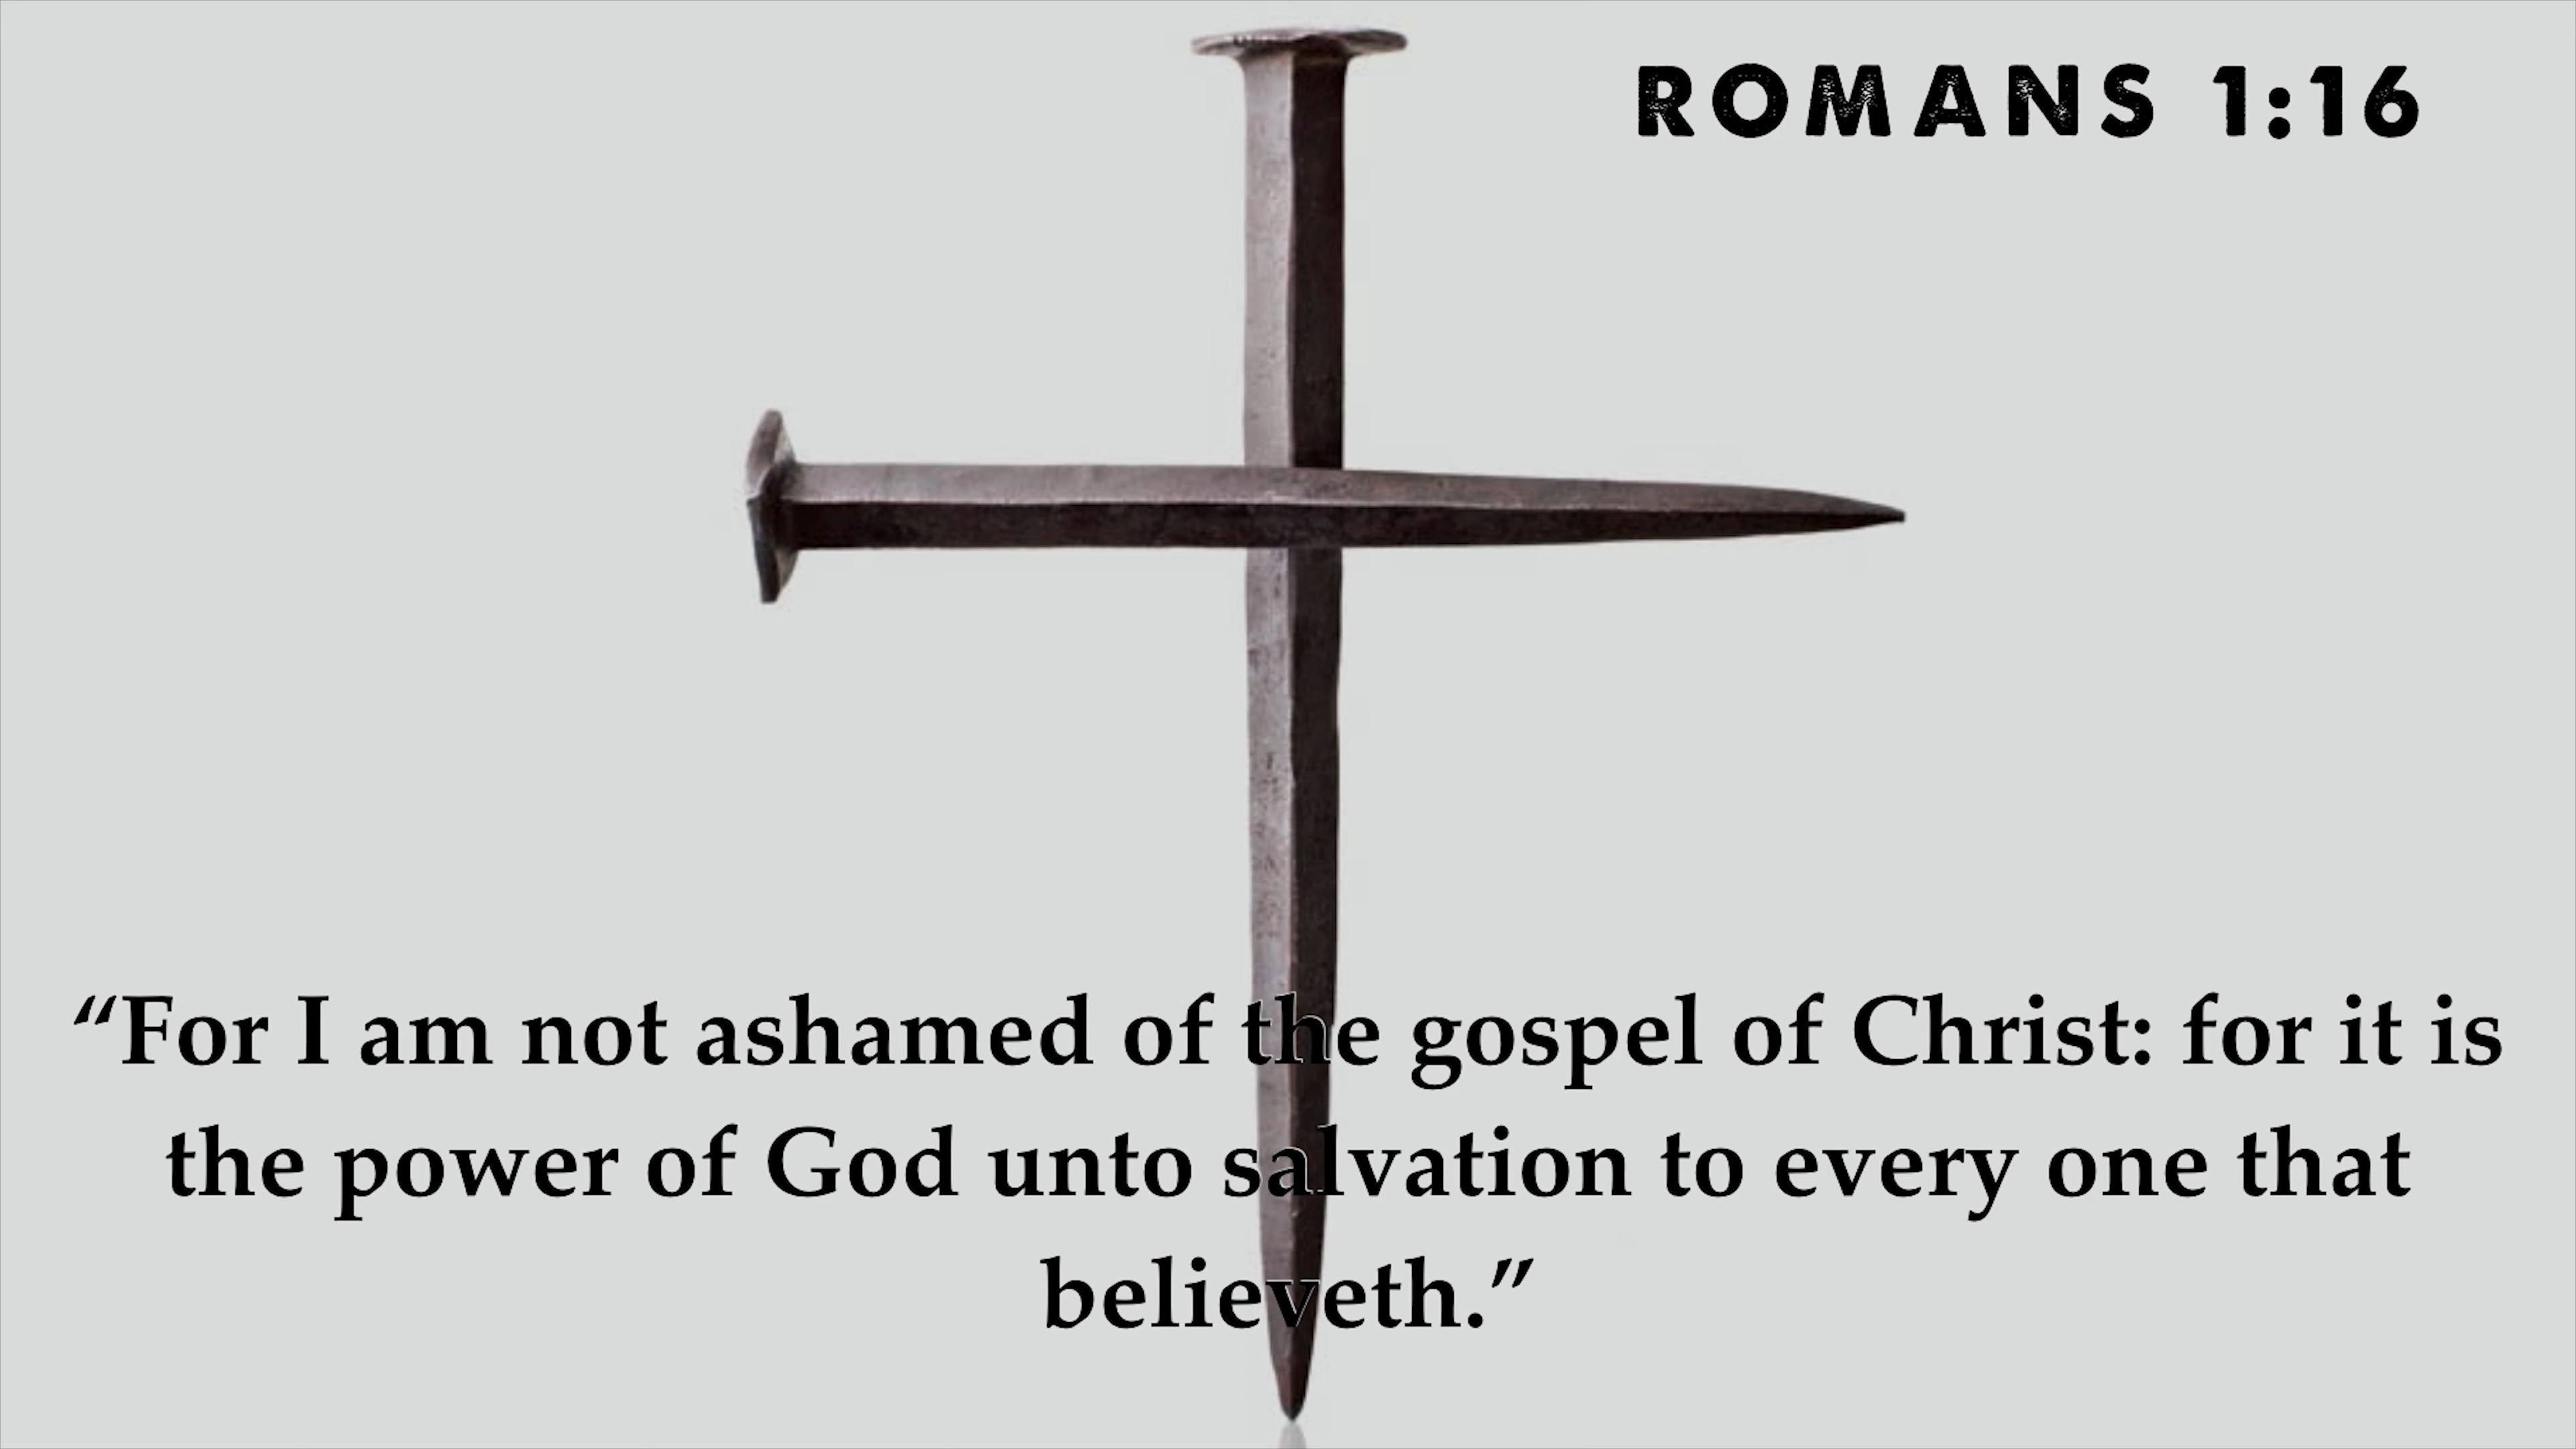 ROMANS 1:16
“For I am not ashamed of the gospel of Christ: for it is
the power of God unto salvation to every one that
believeth.”